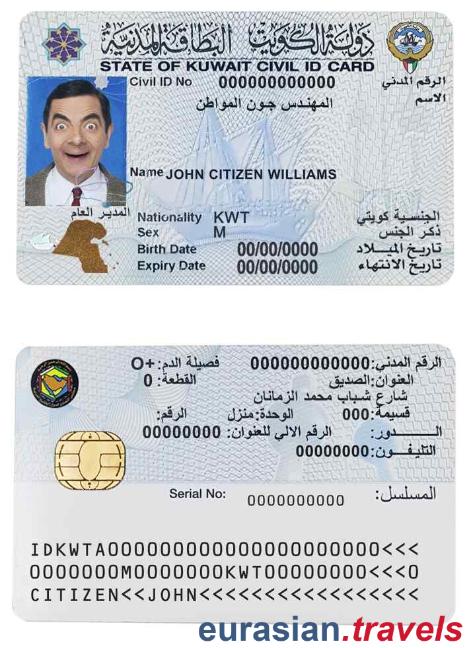 دولة الكويت البطاقة المدنية
STATE OF KUWAIT CIVIL ID CARD
Civil ID No 000000000000 الرقم المدني
المهندس جون المواطن الاسم
Name JOHN CITIZEN WILLIAMS
المدير العام
Nationality KWT الجنسية كويتي
Sex M ذكر الجنس
Birth Date 00/00/0000 تاريخ الميلاد
Expiry Date 00/00/0000 تاريخ الانتهاء
الرقم المدني:000000000000 فصيلة الدم:+O
العنوان:الصديق القطعة: 0
شارع شباب محمد الزمانان
قسيمة:000 الوحدة:منزل الرقم:
الـــدور: الرقم الالي للعنوان: 00000000
التليفــون:00000000
Serial No: 0000000000 المسلسل:
IDKWTA000000000000000000000<<<
0000000M0000000KWT00000000<<<0
CITIZEN<<JOHN<<<<<<<<<<<<<<<<<
eurasian.travels